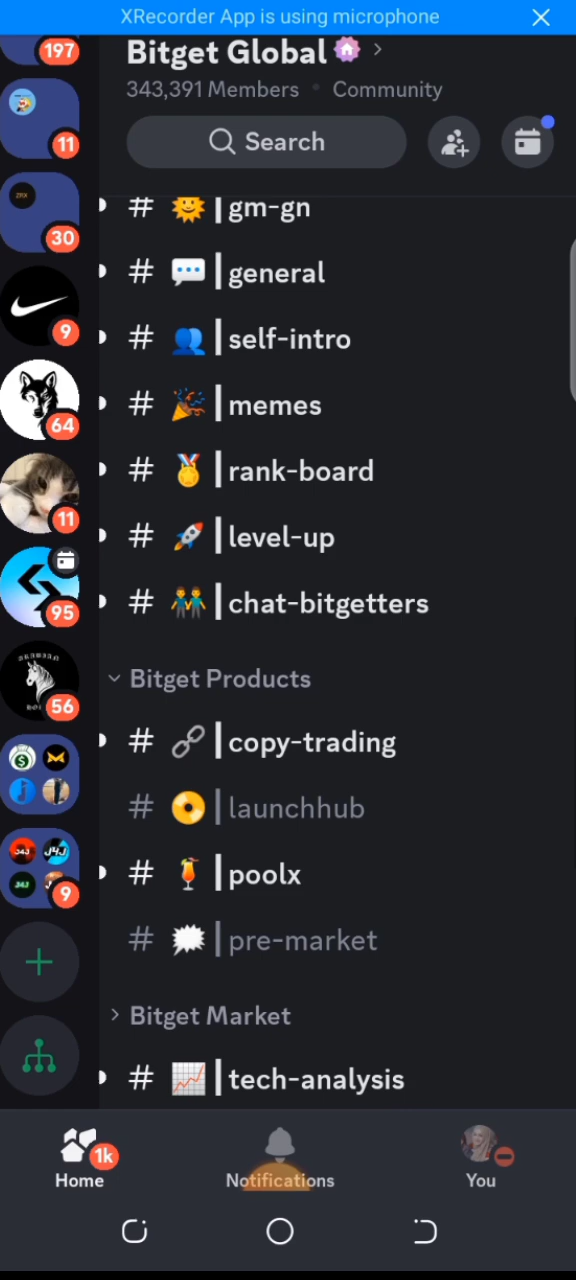 XRecorder App is using microphone
197
Bitget Global
343,391 Members • Community
Search
11
30
9
64
11
95
56
9
# | gm-gn
# | general
# | self-intro
# | memes
# | rank-board
# | level-up
# | chat-bitgetters
Bitget Products
# | copy-trading
# | launchhub
# | poolx
# | pre-market
Bitget Market
# | tech-analysis
1k
Home
Notifications
You